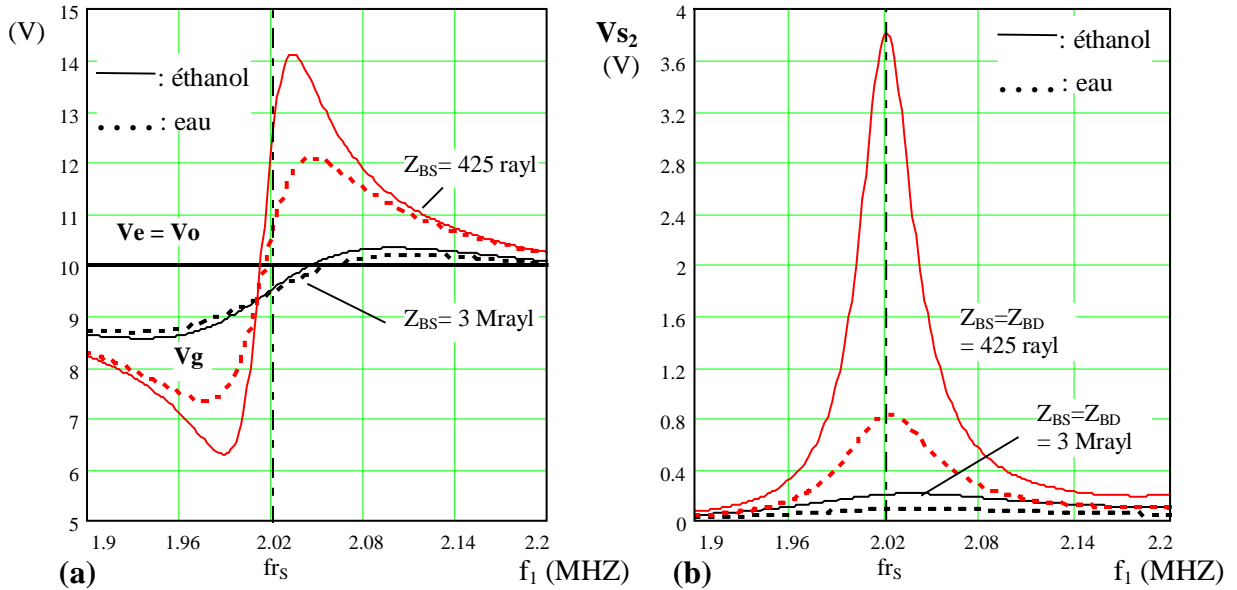 15
(V)
14
: éthanol
13
: eau
12
Z_BS= 425 rayl
11
Ve = Vo
10
9
Z_BS= 3 Mrayl
8
Vg
7
6
5
1.9 1.96 2.02 2.08 2.14 2.2
(a) fr_S f_1 (MHZ)
4
Vs_2
: éthanol
(V)
3.6
: eau
3.2
2.8
2.4
2
1.6
Z_BS=Z_BD
= 425 rayl
1.2
Z_BS=Z_BD
0.8
= 3 Mrayl
0.4
0
1.9 1.96 2.02 2.08 2.14 2.2
(b) fr_S f_1 (MHZ)